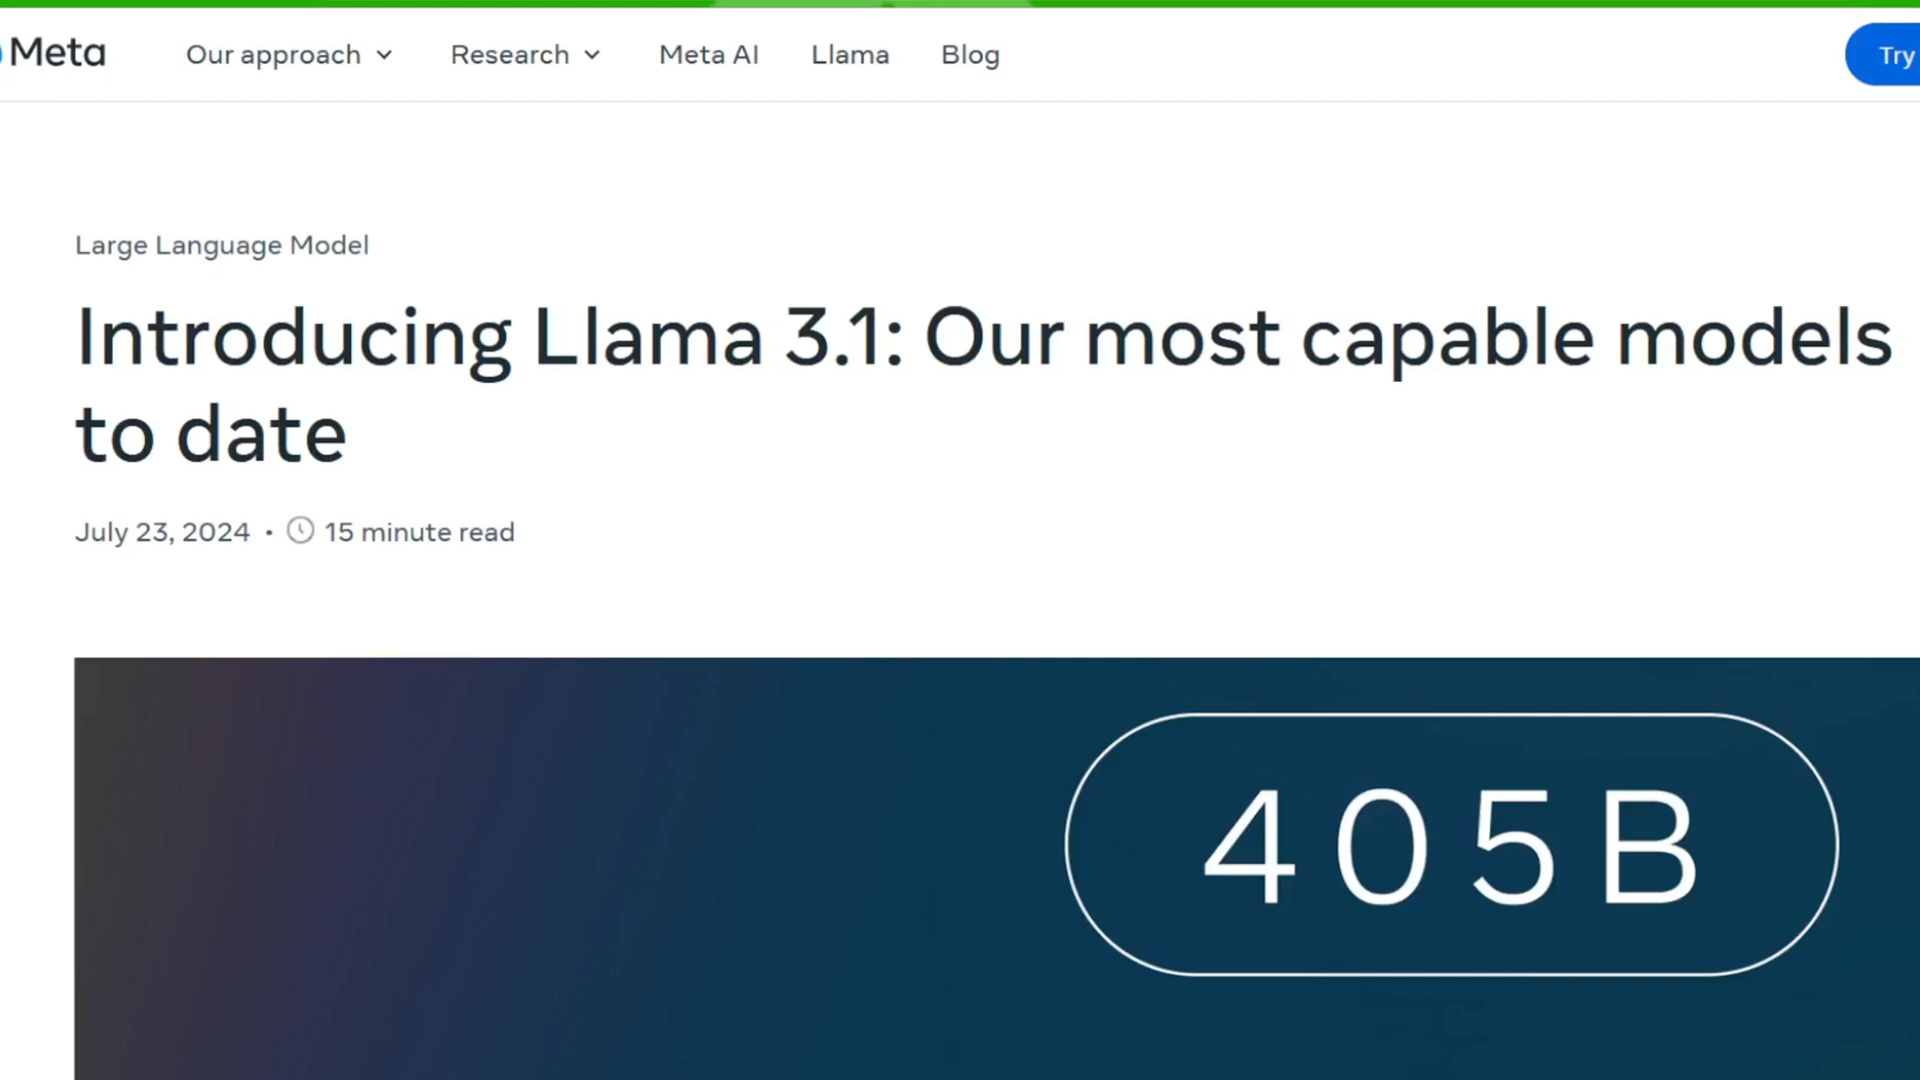 Meta
Our approach
Research
Meta AI
Llama
Blog
Try
Large Language Model
Introducing Llama 3.1: Our most capable models
to date
July 23, 2024 • 15 minute read
405B